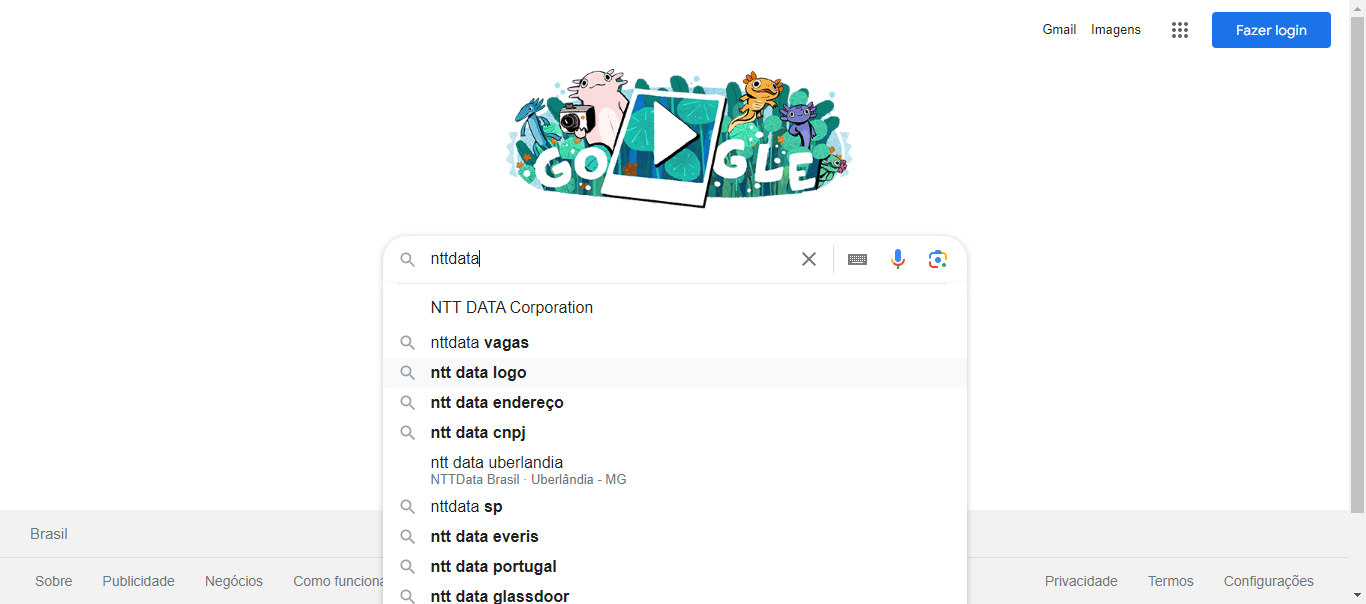 Gmail Imagens Fazer login
GOOGLE
nttdata
NTT DATA Corporation
nttdata vagas
ntt data logo
ntt data endereço
ntt data cnpj
ntt data uberlandia
NTTData Brasil · Uberlândia - MG
nttdata sp
ntt data everis
ntt data portugal
ntt data glassdoor
Brasil
Sobre Publicidade Negócios Como funciona Privacidade Termos Configurações